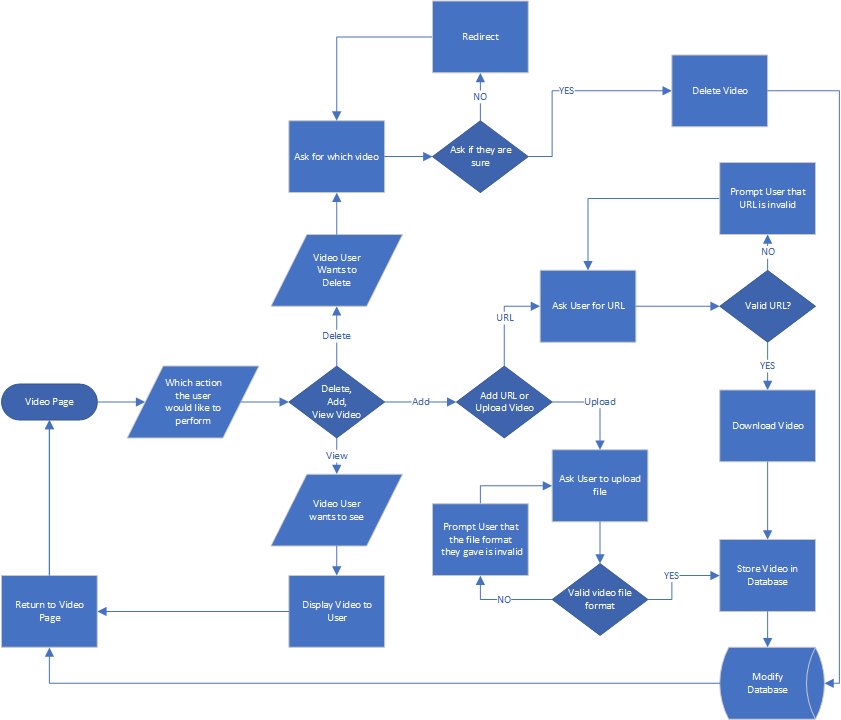 Redirect
NO
YES
Delete Video
Ask for which video
Ask if they are
sure
Prompt User that
URL is invalid
NO
Video User
Wants to
Delete
Ask User for URL
Valid URL?
URL
Delete
YES
Video Page
Which action
the user
would like to
perform
Delete,
Add,
View Video
Add
Add URL or
Upload Video
Upload
Download Video
View
Video User
wants to see
Ask User to upload
file
Prompt User that
the file format
they gave is invalid
Return to Video
Page
Display Video to
User
NO
Valid video file
format
YES
Store Video in
Database
Modify
Database